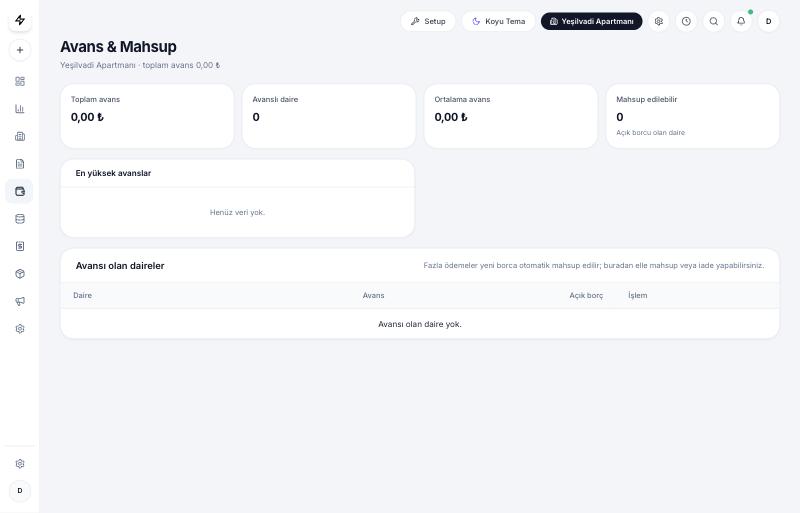 Setup
Koyu Tema
Yeşilvadi Apartmanı
D
Avans & Mahsup
Yeşilvadi Apartmanı · toplam avans 0,00 ₺
Toplam avans
0,00 ₺
Avanslı daire
0
Ortalama avans
0,00 ₺
Mahsup edilebilir
0
Açık borcu olan daire
En yüksek avanslar
Henüz veri yok.
Avansı olan daireler
Fazla ödemeler yeni borca otomatik mahsup edilir; buradan elle mahsup veya iade yapabilirsiniz.
Daire Avans Açık borç İşlem
Avansı olan daire yok.
D